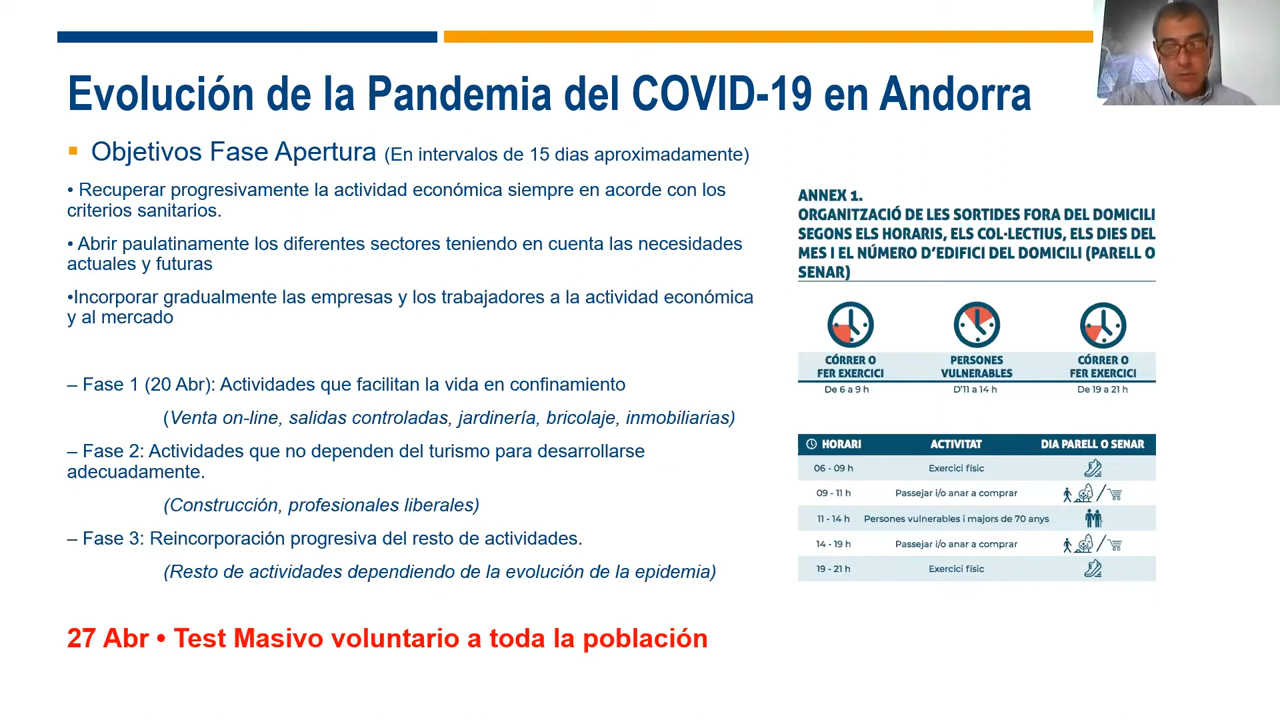 Evolución de la Pandemia del COVID-19 en Andorra
Objetivos Fase Apertura (En intervalos de 15 dias aproximadamente)
• Recuperar progresivamente la actividad económica siempre en acorde con los
criterios sanitarios.
• Abrir paulatinamente los diferentes sectores teniendo en cuenta las necesidades
actuales y futuras
•Incorporar gradualmente las empresas y los trabajadores a la actividad económica
y al mercado
– Fase 1 (20 Abr): Actividades que facilitan la vida en confinamiento
(Venta on-line, salidas controladas, jardinería, bricolaje, inmobiliarias)
– Fase 2: Actividades que no dependen del turismo para desarrollarse
adecuadamente.
(Construcción, profesionales liberales)
– Fase 3: Reincorporación progresiva del resto de actividades.
(Resto de actividades dependiendo de la evolución de la epidemia)
27 Abr • Test Masivo voluntario a toda la población
ANNEX 1.
ORGANITZACIÓ DE LES SORTIDES FORA DEL DOMICILI
SEGONS ELS HORARIS, ELS COL·LECTIUS, ELS DIES DEL
MES I EL NÚMERO D'EDIFICI DEL DOMICILI (PARELL O
SENAR)
CÓRRER O
FER EXERCICI
De 6 a 9 h
PERSONES
VULNERABLES
D'11 a 14 h
CÓRRER O
FER EXERCICI
De 19 a 21 h
HORARI ACTIVITAT DIA PARELL O SENAR
06 - 09 h Exercici físic
09 - 11 h Passejar i/o anar a comprar
11 - 14 h Persones vulnerables i majors de 70 anys
14 - 19 h Passejar i/o anar a comprar
19 - 21 h Exercici físic